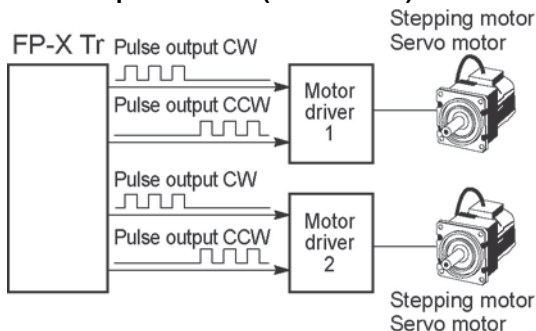 Stepping motor
Servo motor
FP-X Tr
Pulse output CW
Pulse output CCW
Motor
driver
1
Pulse output CW
Pulse output CCW
Motor
driver
2
Stepping motor
Servo motor